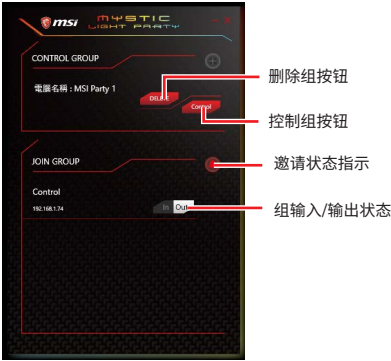 msi MYSTIC
LIGHT PARTY
CONTROL GROUP
電腦名稱 : MSI Party 1
DELETE
Control
JOIN GROUP
Control
192.168.1.74
In Out
删除组按钮
控制组按钮
邀请状态指示
组输入/输出状态